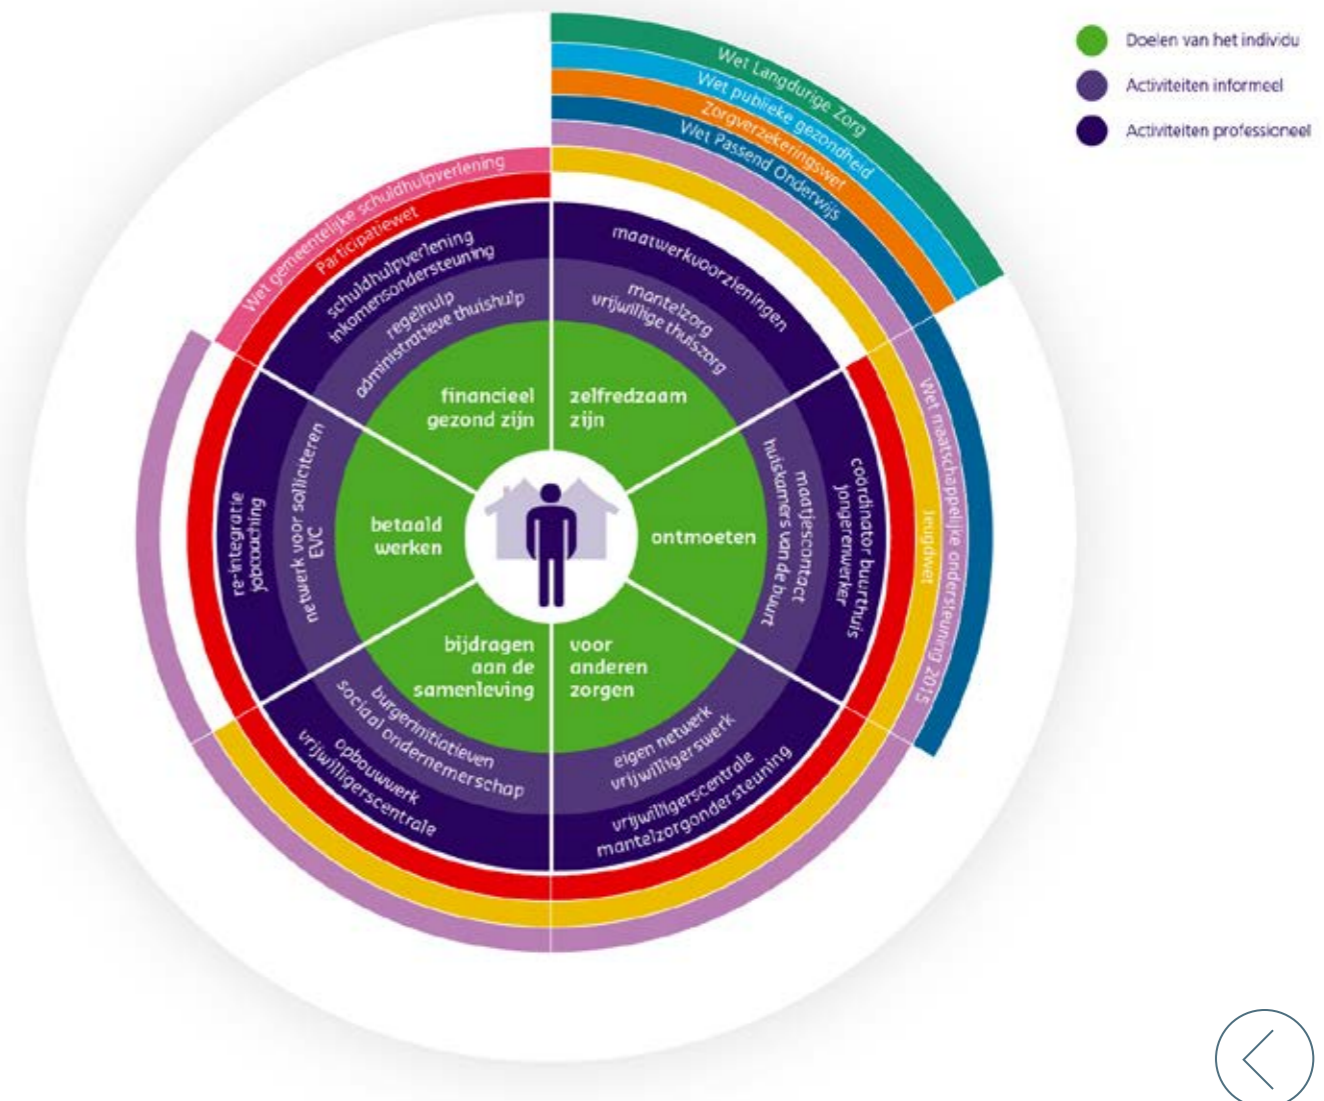 Doelen van het individu
Activiteiten informeel
Activiteiten professioneel
Wet Langdurige Zorg
Wet publieke gezondheid
Zorgverzekeringswet
Wet Passend Onderwijs
Wet maatschappelijke ondersteuning 2015
Jeugdwet
Wet gemeentelijke schuldhulpverlening
Participatiewet
schuldhulpverlening
inkomensondersteuning
regelhulp
administratieve thuishulp
financieel
gezond zijn
maatwerkvoorzieningen
mantelzorg
vrijwillige thuiszorg
zelfredzaam
zijn
coördinator buurthuis
jongerenwerker
maatjescontact
huiskamers van de buurt
ontmoeten
voor
anderen
zorgen
eigen netwerk
vrijwilligerswerk
vrijwilligerscentrale
mantelzorgondersteuning
bijdragen
aan de
samenleving
burgerinitiatieven
sociaal ondernemerschap
opbouwwerk
vrijwilligerscentrale
betaald
werken
netwerk voor solliciteren
EVC
re-integratie
jobcoaching